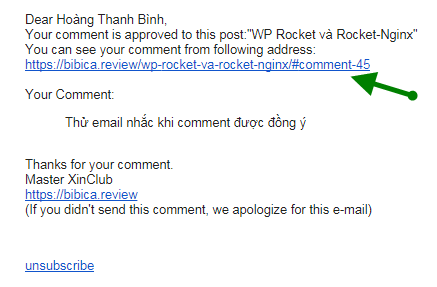 Dear Hoàng Thanh Bình,
Your comment is approved to this post:"WP Rocket và Rocket-Nginx"
You can see your comment from following address:
https://bibica.review/wp-rocket-va-rocket-nginx/#comment-45
Your Comment:
Thử email nhắc khi comment được đồng ý
Thanks for your comment.
Master XinClub
https://bibica.review
(If you didn't send this comment, we apologize for this e-mail)
unsubscribe